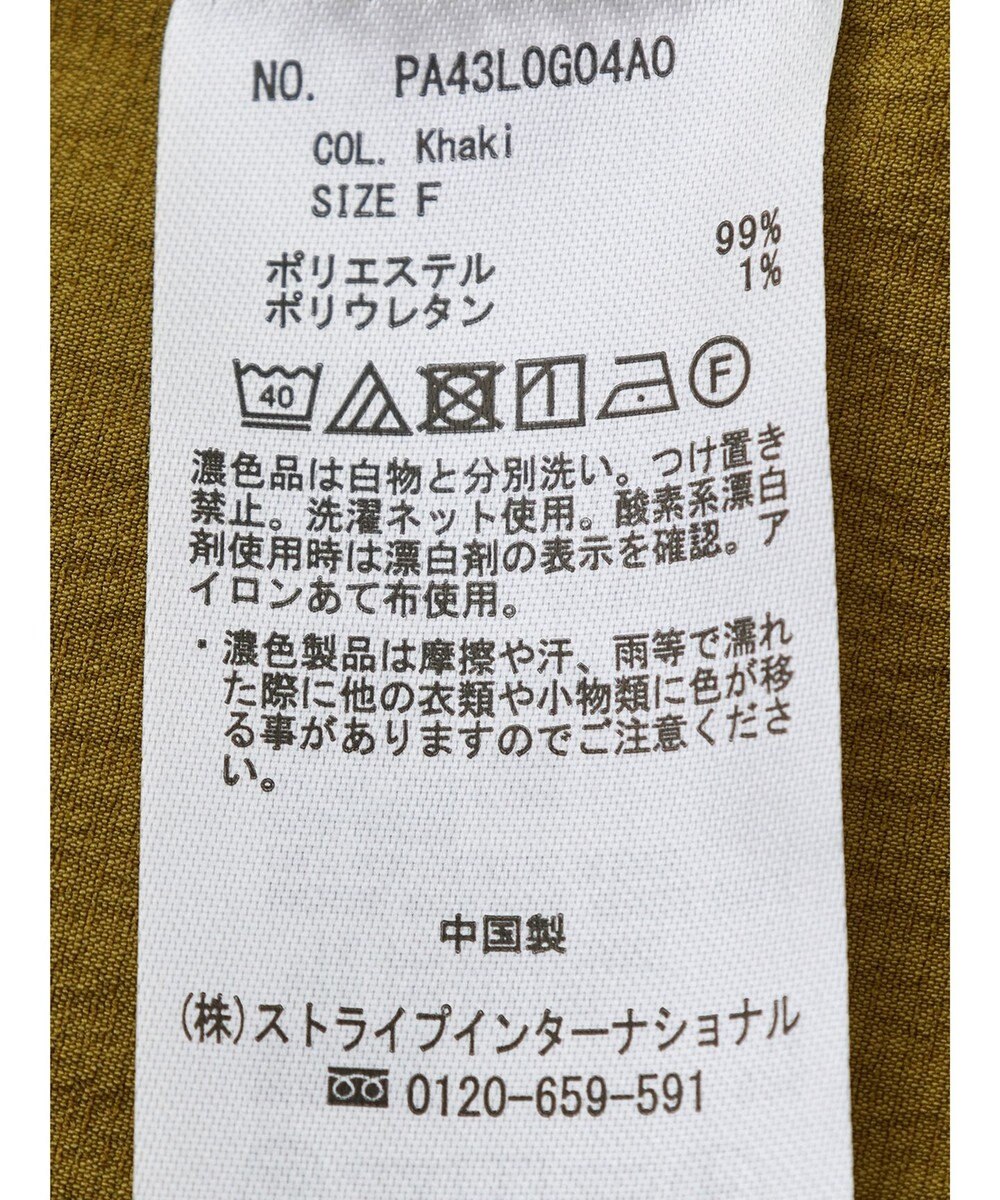 NO. PA43L0G04A0
COL. Khaki
SIZE F
ポリエステル 99%
ポリウレタン 1%
40
F
濃色品は白物と分別洗い。つけ置き
禁止。洗濯ネット使用。酸素系漂白
剤使用時は漂白剤の表示を確認。ア
イロンあて布使用。
・濃色製品は摩擦や汗、雨等で濡れ
た際に他の衣類や小物類に色が移
る事がありますのでご注意くださ
い。
中国製
(株)ストライプインターナショナル
0120-659-591